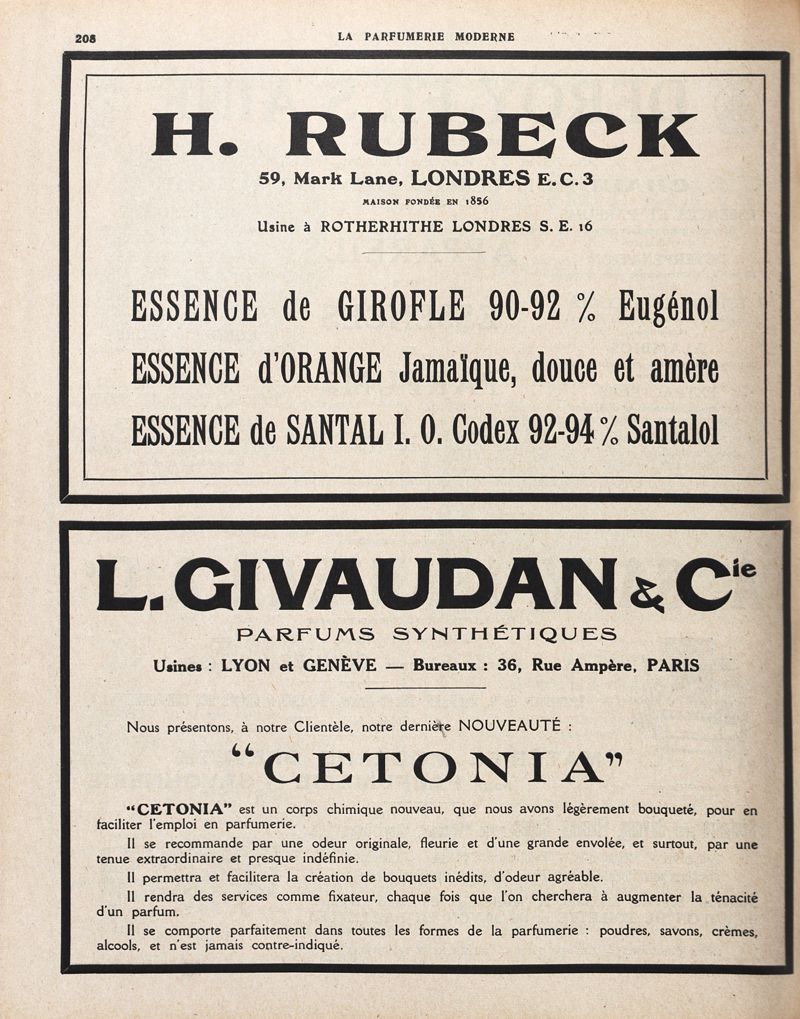 208
LA PARFUMERIE MODERNE
H. RUBECK
59, Mark Lane, LONDRES E.C.3
MAISON FONDÉE EN 1856
Usine à ROTHERHITHE LONDRES S. E. 16
ESSENCE de GIROFLE 90-92 % Eugénol
ESSENCE d'ORANGE Jamaïque, douce et amère
ESSENCE de SANTAL I. O. Codex 92-94 % Santalol
L. GIVAUDAN & Cie
PARFUMS SYNTHÉTIQUES
Usines : LYON et GENÈVE — Bureaux : 36, Rue Ampère, PARIS
Nous présentons, à notre Clientèle, notre dernière NOUVEAUTÉ :
“CETONIA”
“CETONIA” est un corps chimique nouveau, que nous avons légèrement bouqueté, pour en
faciliter l'emploi en parfumerie.
Il se recommande par une odeur originale, fleurie et d'une grande envolée, et surtout, par une
tenue extraordinaire et presque indéfinie.
Il permettra et facilitera la création de bouquets inédits, d'odeur agréable.
Il rendra des services comme fixateur, chaque fois que l'on cherchera à augmenter la ténacité
d'un parfum.
Il se comporte parfaitement dans toutes les formes de la parfumerie : poudres, savons, crèmes,
alcools, et n'est jamais contre-indiqué.